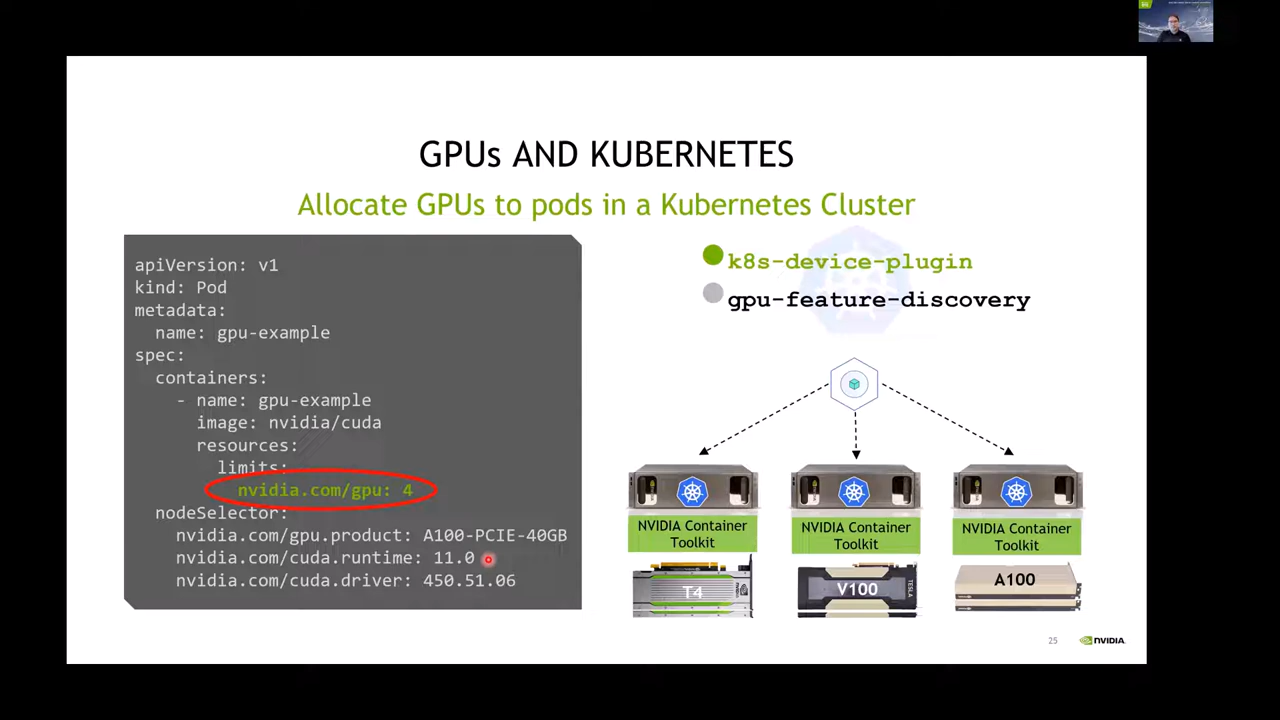 GPUs AND KUBERNETES
Allocate GPUs to pods in a Kubernetes Cluster
apiVersion: v1
kind: Pod
metadata:
  name: gpu-example
spec:
  containers:
    - name: gpu-example
      image: nvidia/cuda
      resources:
        limits:
          nvidia.com/gpu: 4
  nodeSelector:
    nvidia.com/gpu.product: A100-PCIE-40GB
    nvidia.com/cuda.runtime: 11.0
    nvidia.com/cuda.driver: 450.51.06
k8s-device-plugin
gpu-feature-discovery
NVIDIA Container
Toolkit
T4
NVIDIA Container
Toolkit
V100
TESLA
NVIDIA Container
Toolkit
A100
25
NVIDIA.